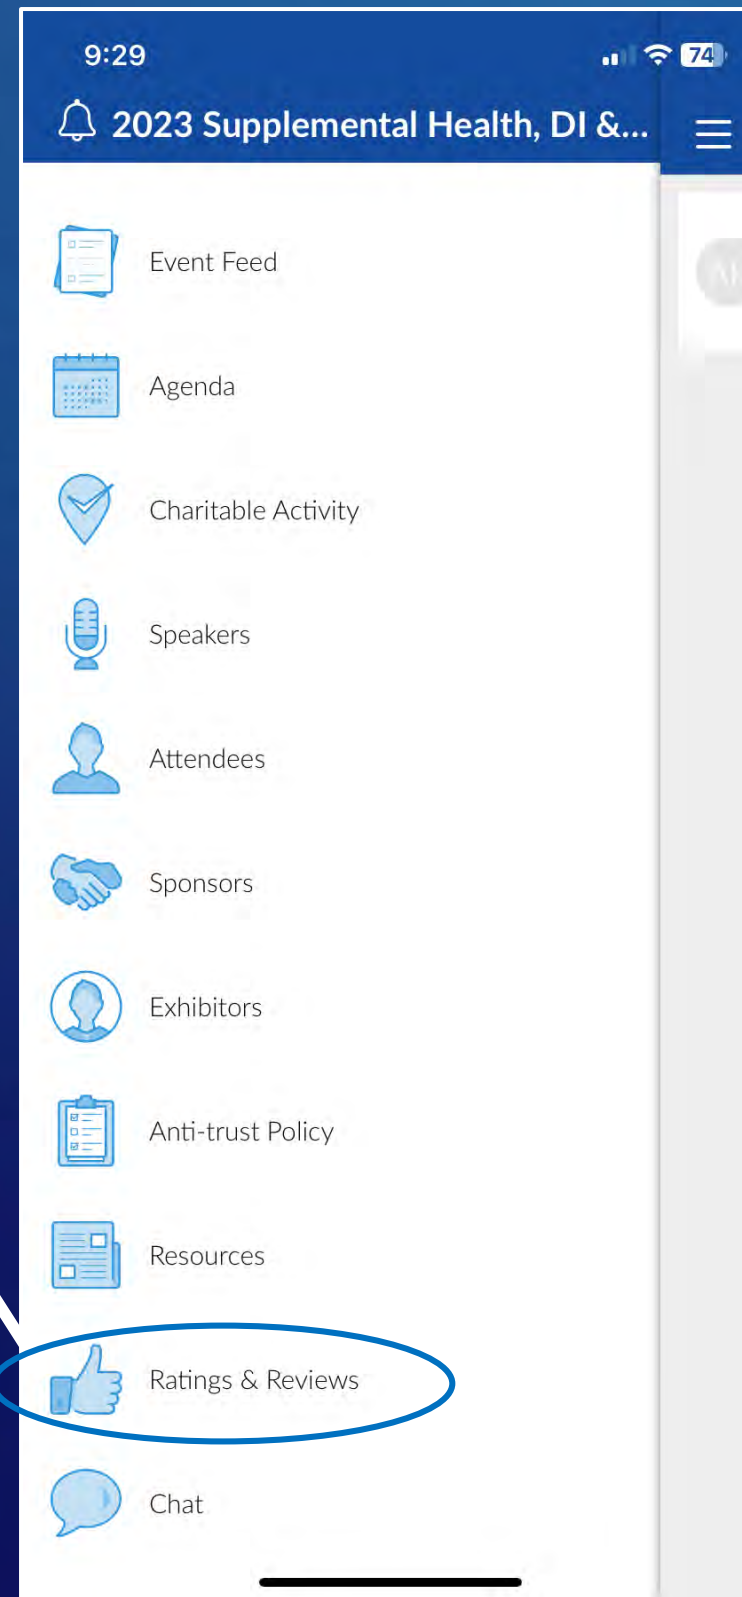 9:29
74
2023 Supplemental Health, DI &...
Event Feed
Agenda
Charitable Activity
Speakers
Attendees
Sponsors
Exhibitors
Anti-trust Policy
Resources
Ratings & Reviews
Chat